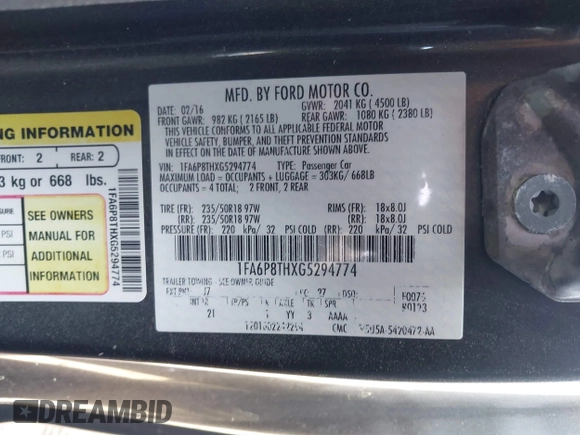 MFD. BY FORD MOTOR CO.
DATE: 02/16 GVWR: 2041 KG ( 4500 LB)
FRONT GAWR: 982 KG ( 2165 LB) REAR GAWR: 1080 KG ( 2380 LB)
THIS VEHICLE CONFORMS TO ALL APPLICABLE FEDERAL MOTOR
VEHICLE SAFETY, BUMPER, AND THEFT PREVENTION STANDARDS
IN EFFECT ON THE DATE OF MANUFACTURE SHOWN ABOVE.
VIN: 1FA6P8THXG5294774 TYPE: Passenger Car
MAXIMUM LOAD = OCCUPANTS + LUGGAGE = 303KG/ 668LB
OCCUPANTS = 4 TOTAL: 2 FRONT, 2 REAR
TIRE (FR): 235/50R18 97W RIMS (FR): 18x8.0J
(RR): 235/50R18 97W (RR): 18x8.0J
PRESSURE (FR): 220 kPa/ 32 PSI COLD (RR): 220 kPa/ 32 PSI COLD
1FA6P8THXG5294774
TRAILER TOWING - SEE OWNER GUIDE
EXT PNT: J7 DSO:
21 YY 3 AAAA
CMC
NG INFORMATION
FRONT: 2 REAR: 2
3 kg or 668 lbs.
SEE OWNERS
MANUAL FOR
ADDITIONAL
INFORMATION
PSI
PSI
1FA6P8THXG5294774
DREAMBID